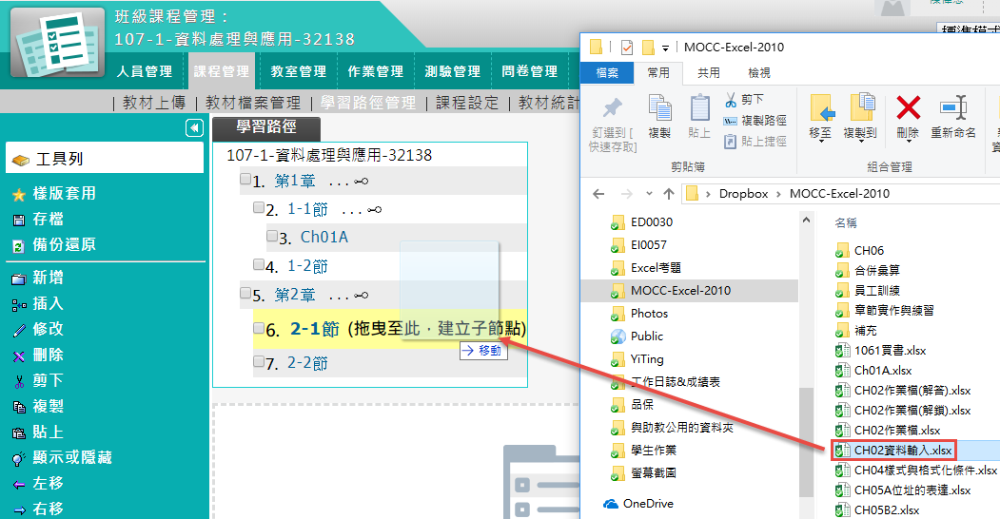 班級課程管理：
107-1-資料處理與應用-32138
人員管理 課程管理 教室管理 作業管理 測驗管理 問卷管理
| 教材上傳 | 教材檔案管理 | 學習路徑管理 | 課程設定 | 教材統計
工具列
樣版套用
存檔
備份還原
新增
插入
修改
刪除
剪下
複製
貼上
顯示或隱藏
左移
右移
學習路徑
107-1-資料處理與應用-32138
1. 第1章 ...
2. 1-1節 ...
3. Ch01A
4. 1-2節
5. 第2章 ...
6. 2-1節 (拖曳至此，建立子節點)
7. 2-2節
移動
標準模式
MOCC-Excel-2010
檔案 常用 共用 檢視
釘選到 [快速存取]
複製
貼上
剪下
複製路徑
貼上捷徑
剪貼簿
移至
複製到
刪除
重新命名
組合管理
Dropbox > MOCC-Excel-2010
ED0030
EI0057
Excel考題
MOCC-Excel-2010
Photos
Public
YiTing
工作日誌&成績表
品保
與助教公用的資料夾
學生作業
螢幕截圖
OneDrive
名稱
CH06
合併彙算
員工訓練
章節實作與練習
補充
1061買書.xlsx
Ch01A.xlsx
CH02作業檔(解答).xlsx
CH02作業檔(解鎖).xlsx
CH02作業檔.xlsx
CH02資料輸入.xlsx
CH04樣式與格式化條件.xlsx
CH05A位址的表達.xlsx
CH05B2.xlsx